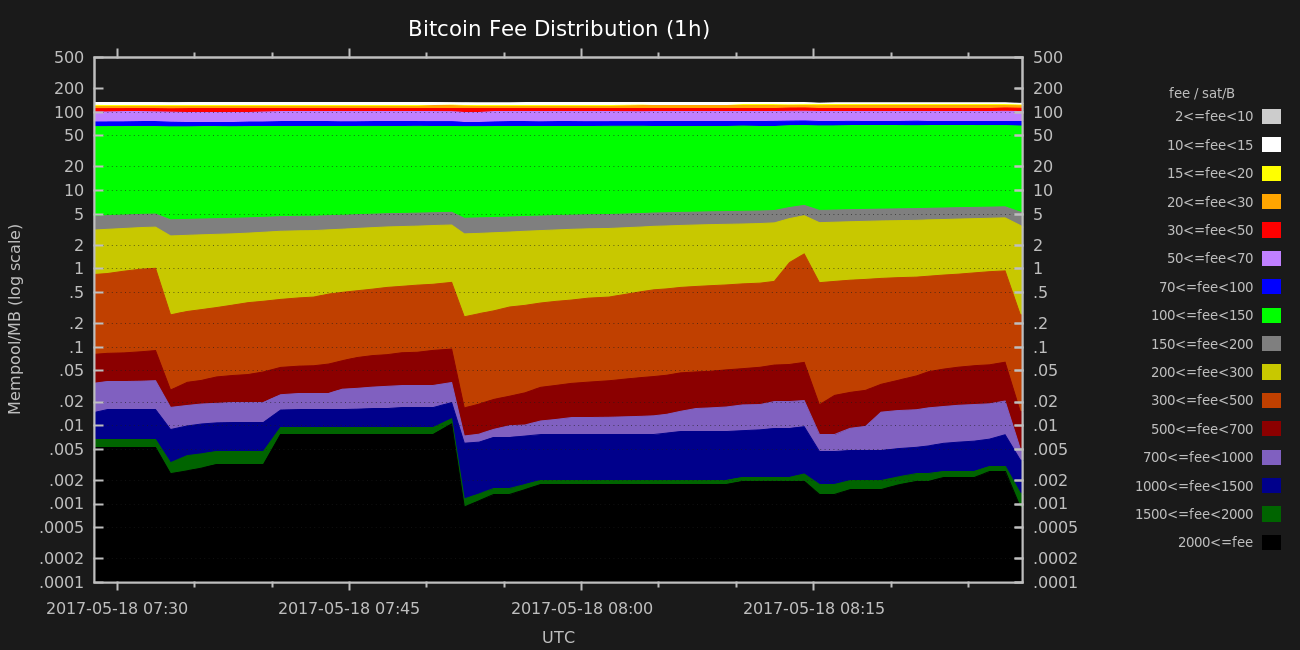 Bitcoin Fee Distribution (1h)
Mempool/MB (log scale)
500
200
100
50
20
10
5
2
1
.5
.2
.1
.05
.02
.01
.005
.002
.001
.0005
.0002
.0001
500
200
100
50
20
10
5
2
1
.5
.2
.1
.05
.02
.01
.005
.002
.001
.0005
.0002
.0001
2017-05-18 07:30
2017-05-18 07:45
2017-05-18 08:00
2017-05-18 08:15
UTC
fee / sat/B
2<=fee<10
10<=fee<15
15<=fee<20
20<=fee<30
30<=fee<50
50<=fee<70
70<=fee<100
100<=fee<150
150<=fee<200
200<=fee<300
300<=fee<500
500<=fee<700
700<=fee<1000
1000<=fee<1500
1500<=fee<2000
2000<=fee